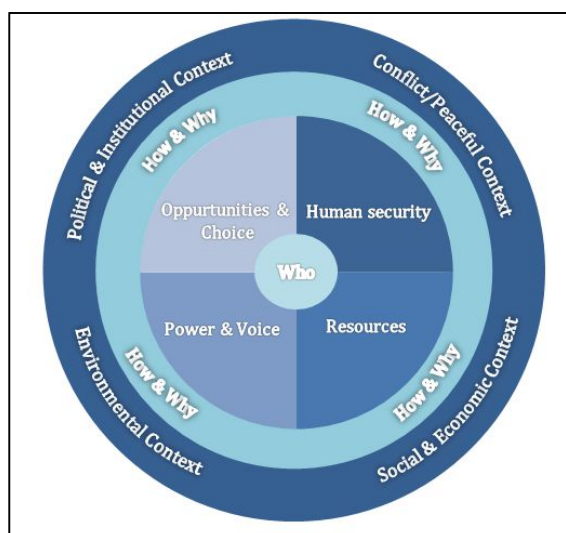 Political & Institutional Context
Conflict/Peaceful Context
How & Why
How & Why
Oppurtunities &
Choice
Human security
Who
Power & Voice
Resources
How & Why
How & Why
Environmental Context
Social & Economic Context